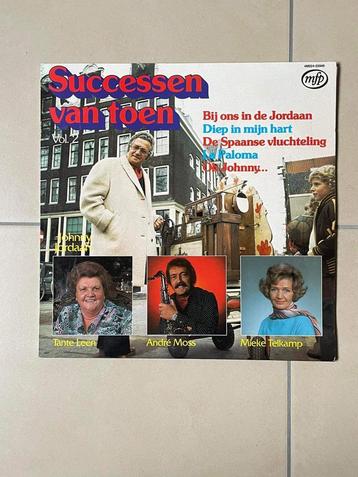 Successen
van toen
Vol. 2
mfp
Bij ons in de Jordaan
Diep in mijn hart
De Spaanse vluchteling
La Paloma
Oh Johnny...
Johnny
Jordaan
Tante Leen
André Moss
Mieke Telkamp